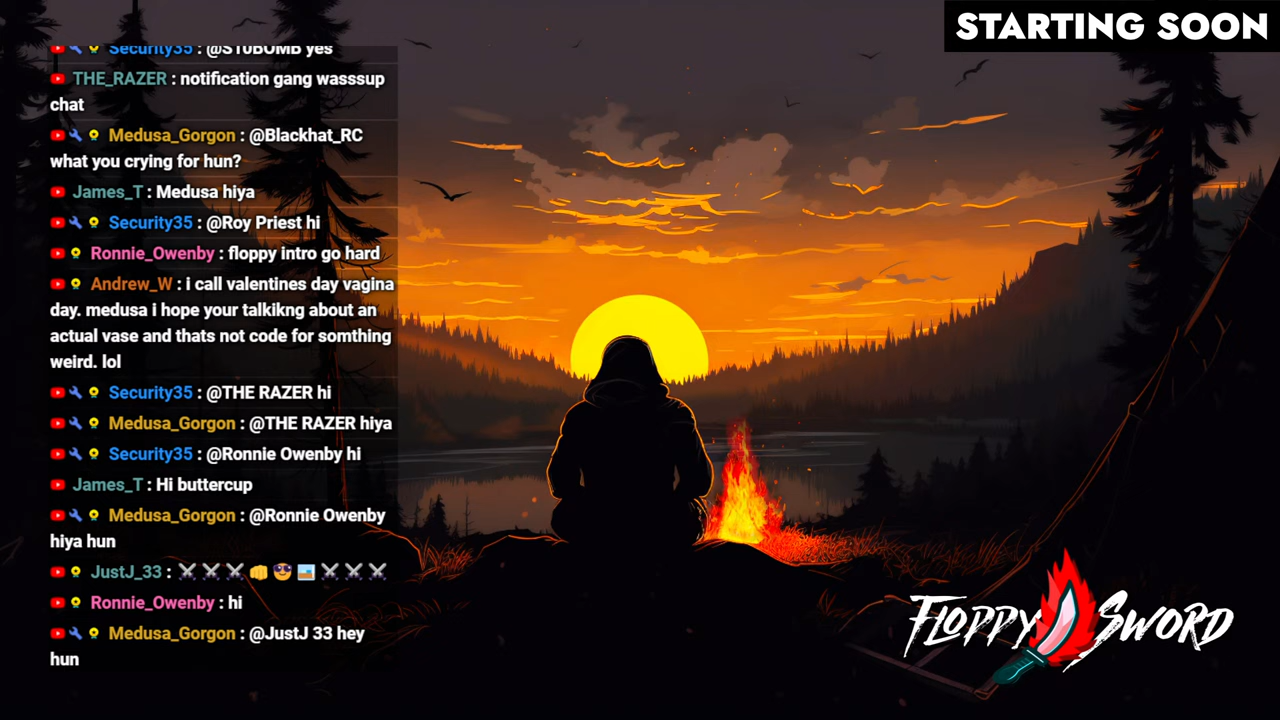 STARTING SOON
Security35 : @STUBOMB yes
THE_RAZER : notification gang wasssup
chat
Medusa_Gorgon : @Blackhat_RC
what you crying for hun?
James_T : Medusa hiya
Security35 : @Roy Priest hi
Ronnie_Owenby : floppy intro go hard
Andrew_W : i call valentines day vagina
day. medusa i hope your talkikng about an
actual vase and thats not code for somthing
weird. lol
Security35 : @THE RAZER hi
Medusa_Gorgon : @THE RAZER hiya
Security35 : @Ronnie Owenby hi
James_T : Hi buttercup
Medusa_Gorgon : @Ronnie Owenby
hiya hun
JustJ_33 : ⚔️⚔️⚔️👊😎🖼️⚔️⚔️⚔️
Ronnie_Owenby : hi
Medusa_Gorgon : @JustJ 33 hey
hun
FLOPPY SWORD